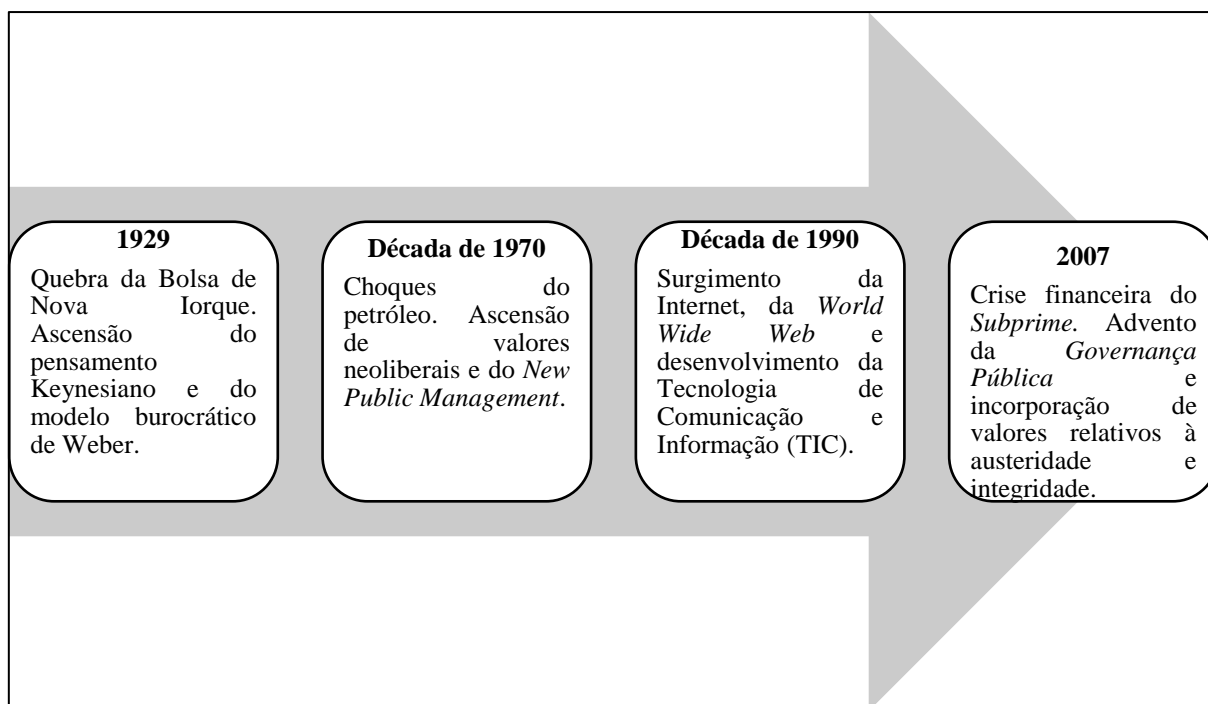 1929
Quebra da Bolsa de
Nova Iorque.
Ascensão do
pensamento
Keynesiano e do
modelo burocrático
de Weber.
Década de 1970
Choques do
petróleo. Ascensão
de valores
neoliberais e do New
Public Management.
Década de 1990
Surgimento da
Internet, da World
Wide Web e
desenvolvimento da
Tecnologia de
Comunicação e
Informação (TIC).
2007
Crise financeira do
Subprime. Advento
da Governança
Pública e
incorporação de
valores relativos à
austeridade e
integridade.